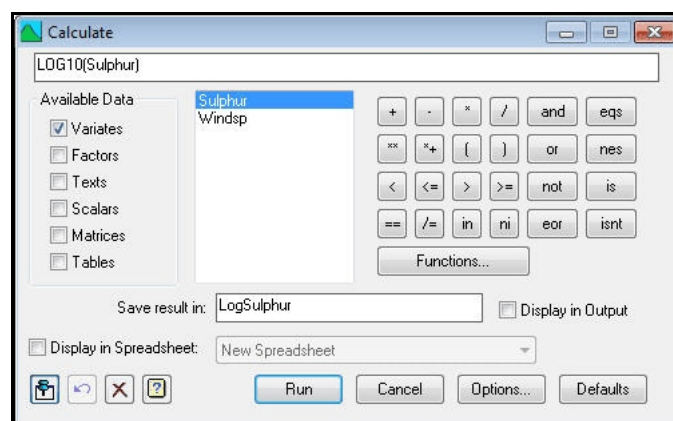 Calculate
LOG10(Sulphur)
Available Data
Variates
Factors
Texts
Scalars
Matrices
Tables
Sulphur
Windsp
+ - * / and eqs
** *+ ( ) or nes
< <= > >= not is
== /= in ni eor isnt
Functions...
Save result in: LogSulphur Display in Output
Display in Spreadsheet: New Spreadsheet
Run Cancel Options... Defaults